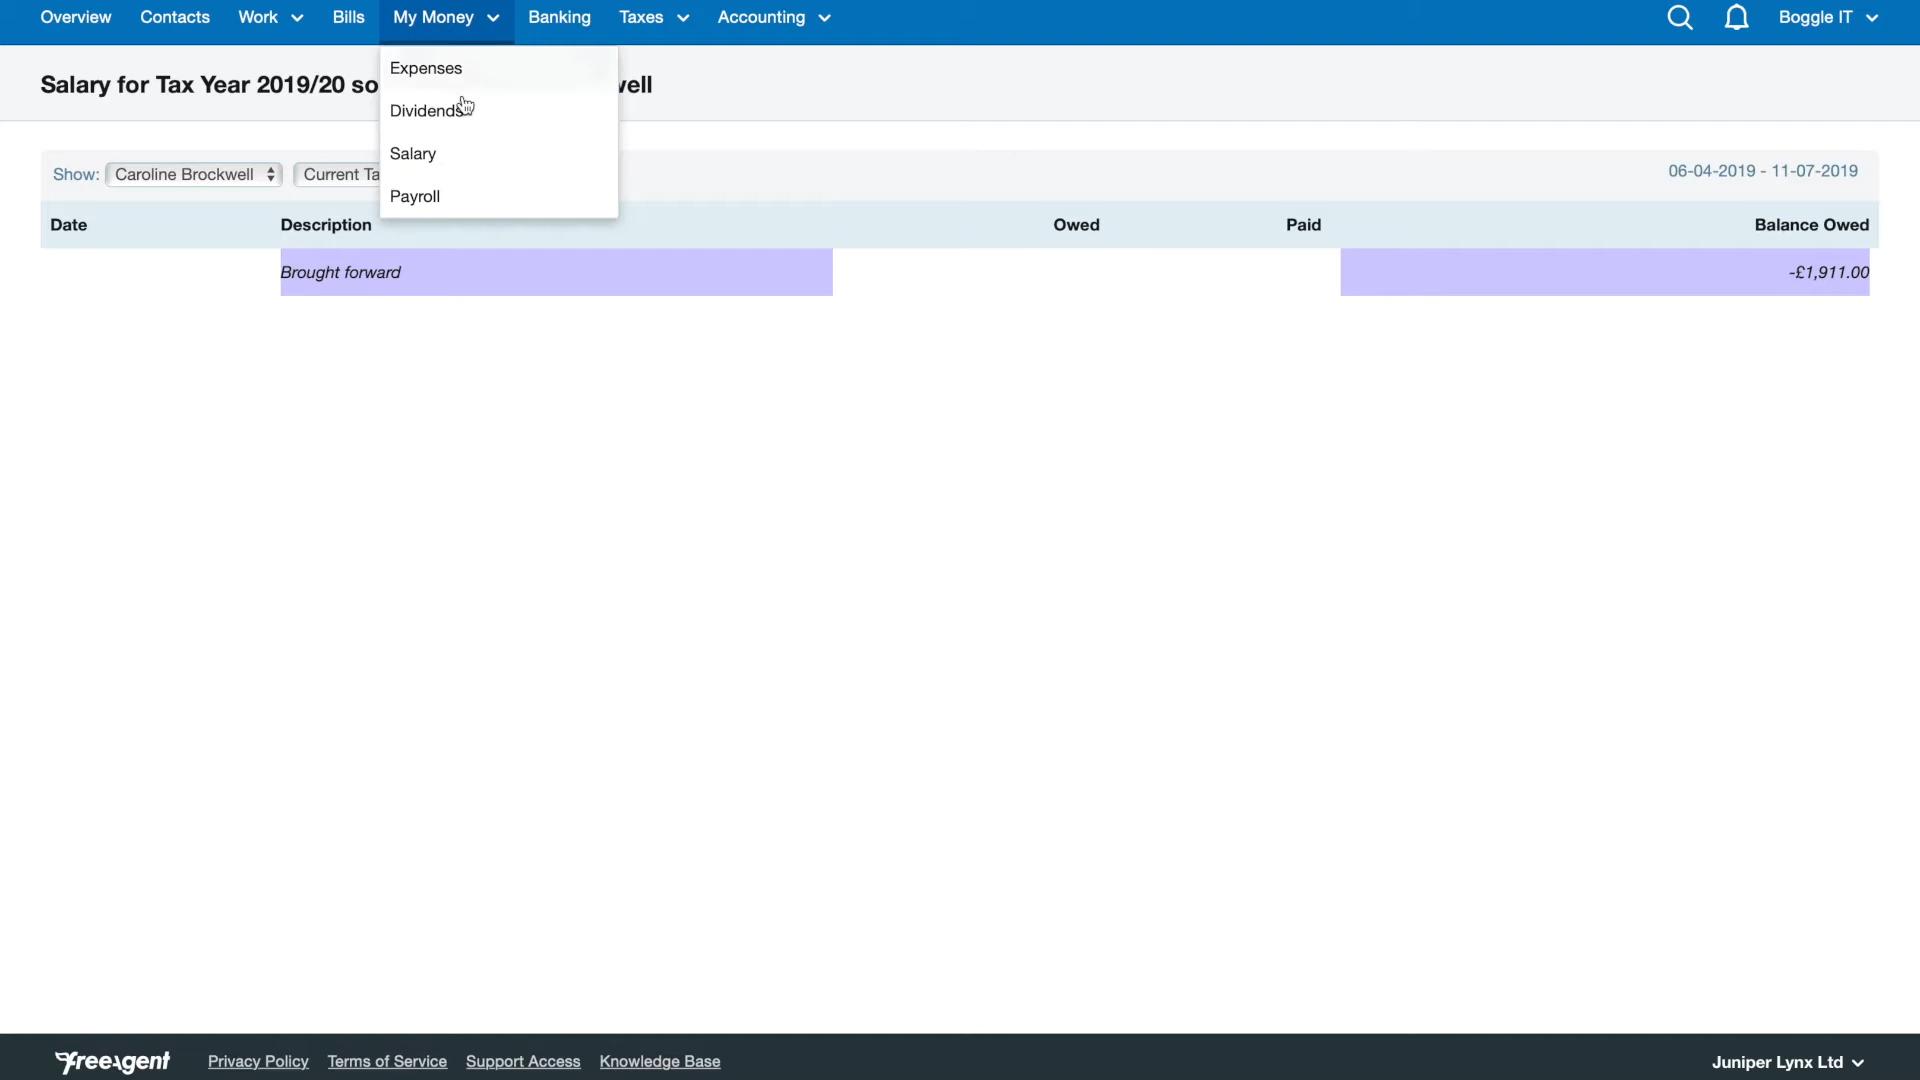 Overview Contacts Work Bills My Money Banking Taxes Accounting Boggle IT
Expenses
Salary for Tax Year 2019/20 so vell
Dividends
Salary
Show: Caroline Brockwell Current Ta 06-04-2019 - 11-07-2019
Payroll
Date Description Owed Paid Balance Owed
Brought forward -£1,911.00
FreeAgent Privacy Policy Terms of Service Support Access Knowledge Base Juniper Lynx Ltd